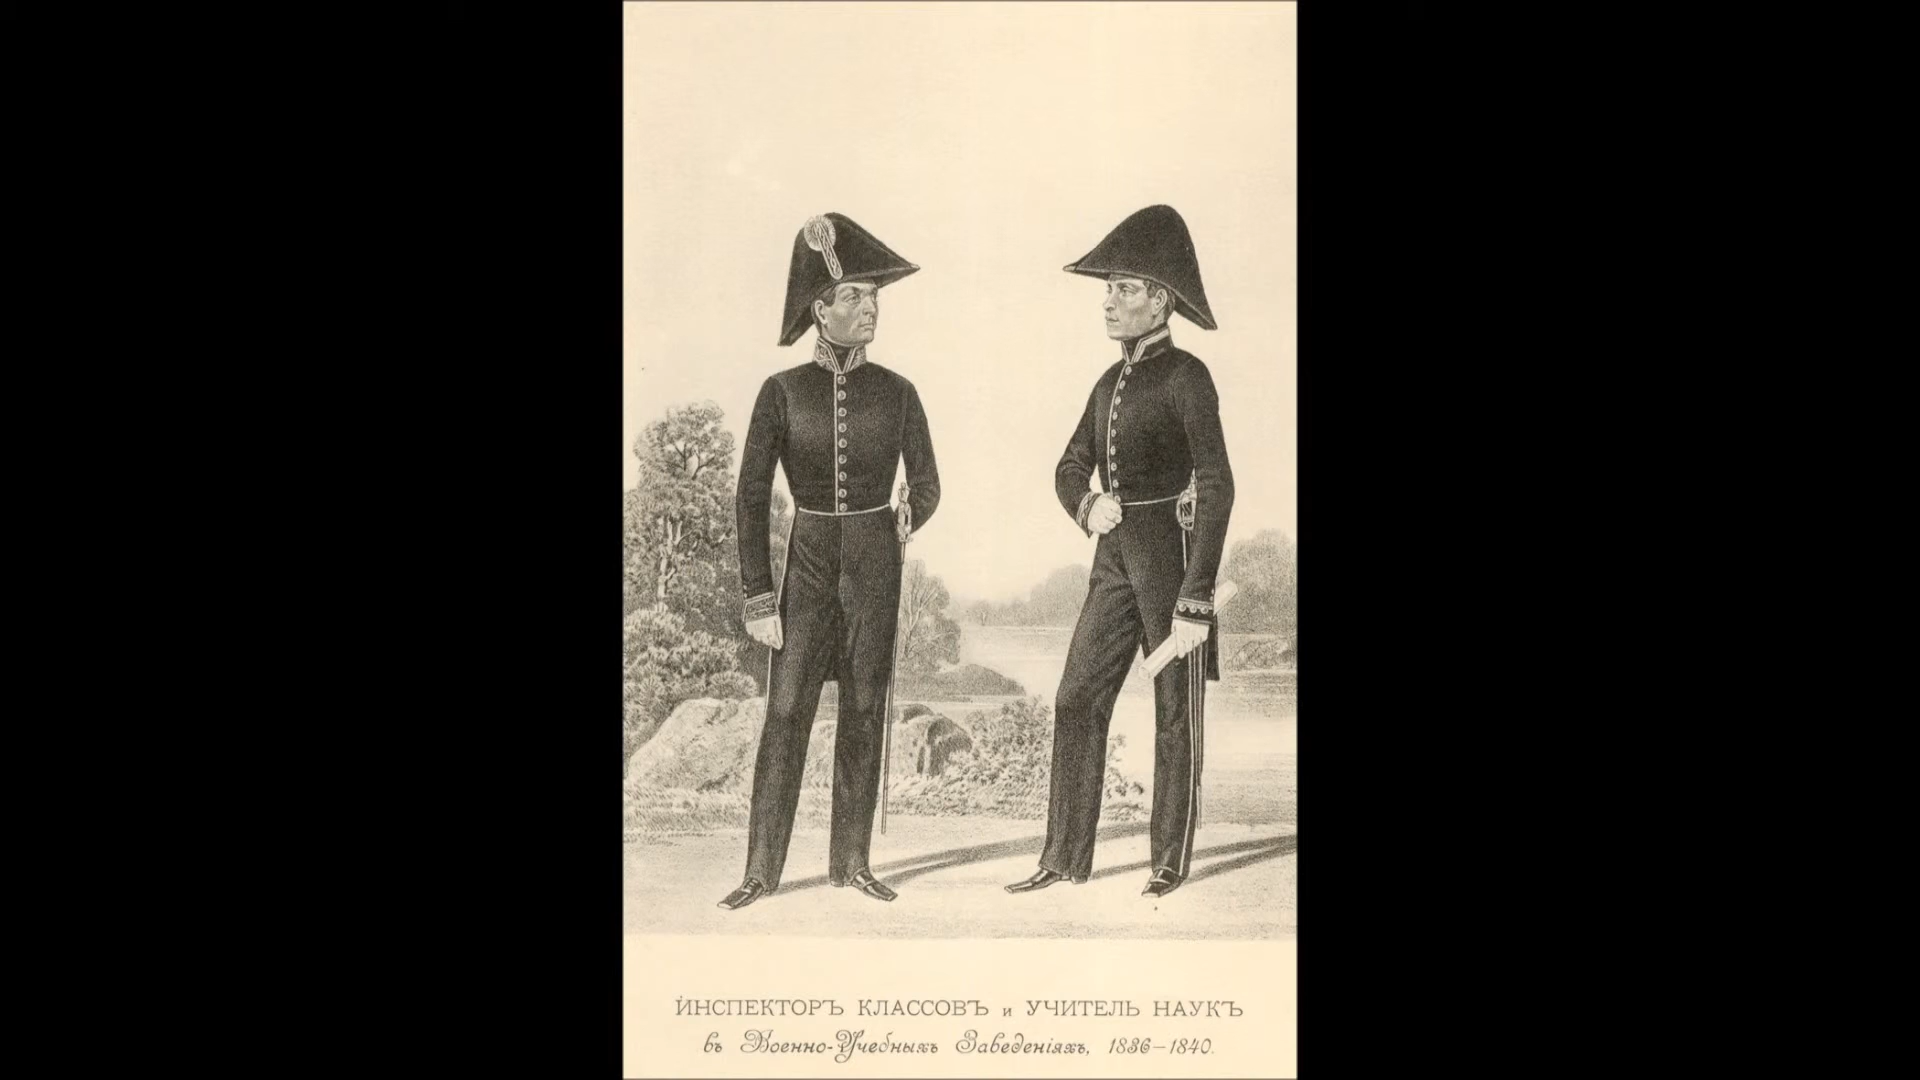 ИНСПЕКТОРЪ КЛАССОВЪ и УЧИТЕЛЬ НАУКЪ
въ Военно-Учебныхъ Заведеніяхъ, 1836–1840.